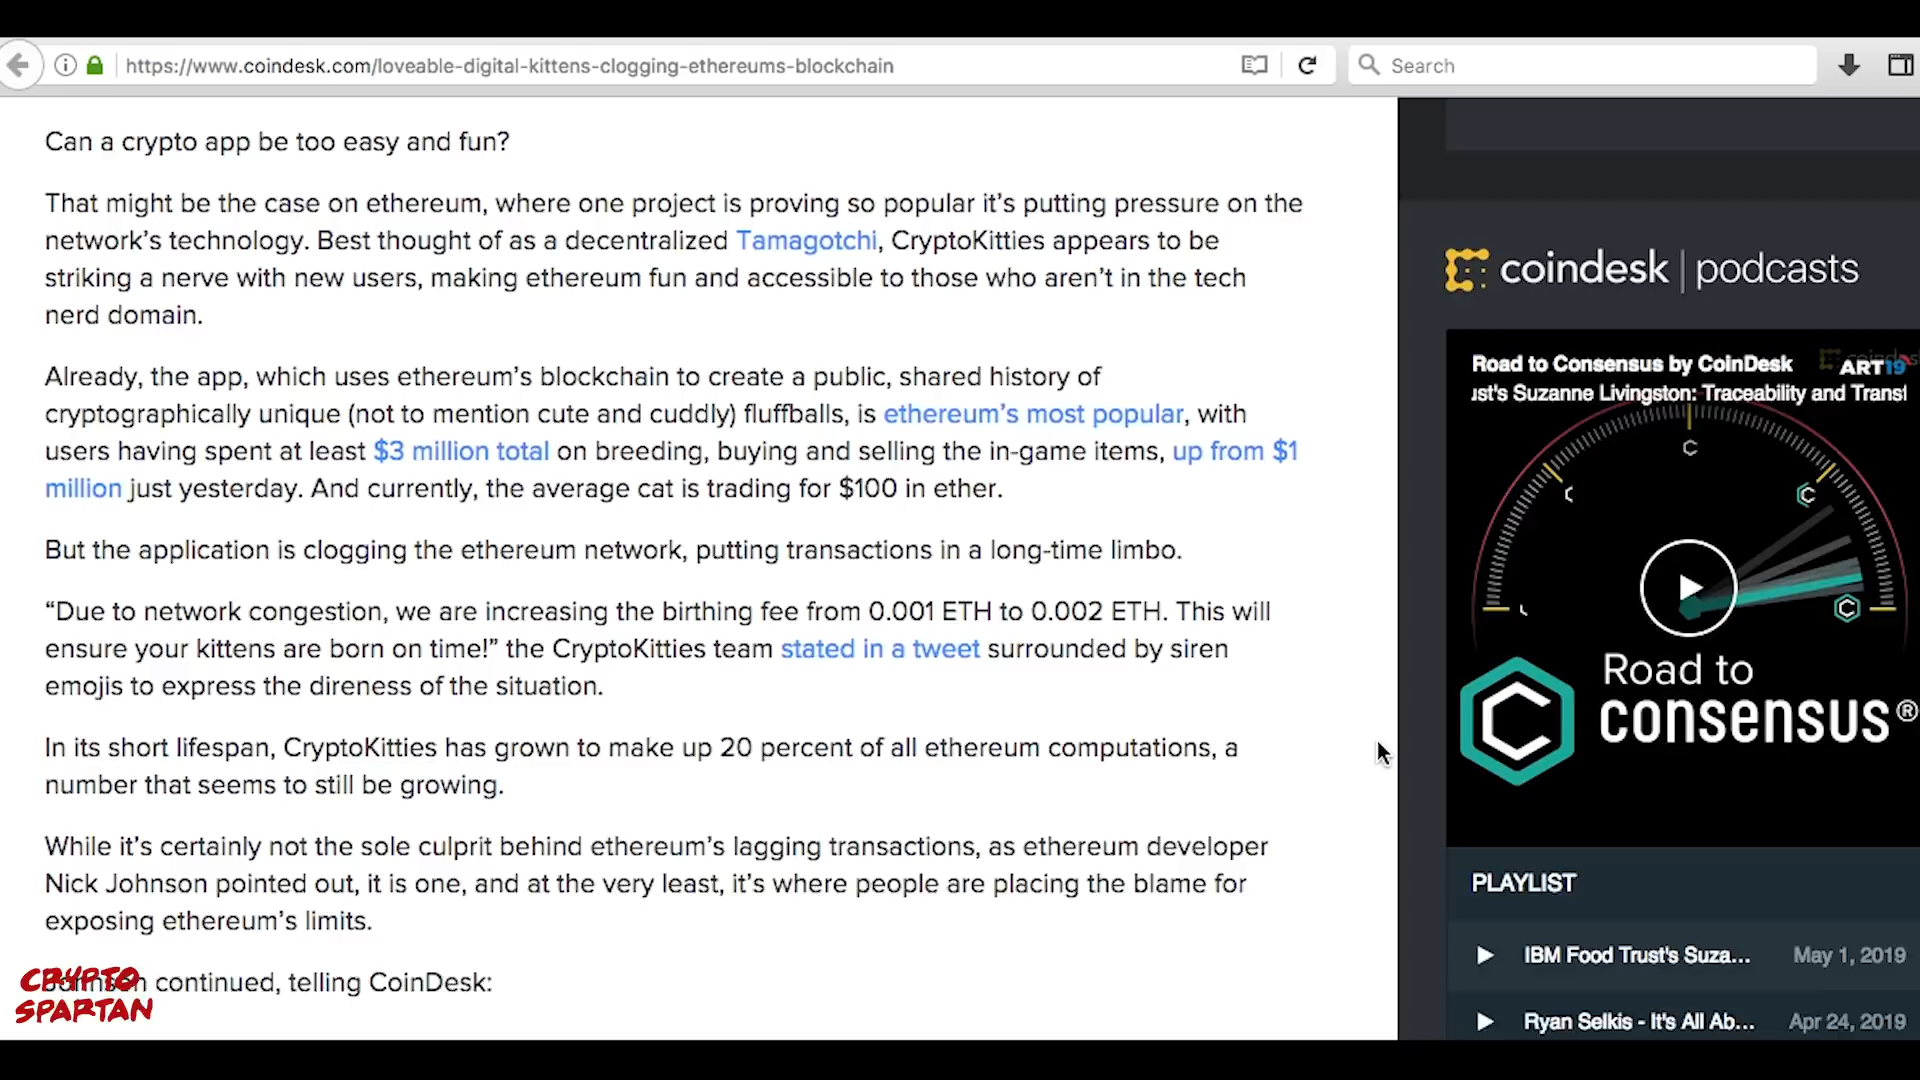 https://www.coindesk.com/loveable-digital-kittens-clogging-ethereums-blockchain
Search
Can a crypto app be too easy and fun?
That might be the case on ethereum, where one project is proving so popular it’s putting pressure on the
network’s technology. Best thought of as a decentralized Tamagotchi, CryptoKitties appears to be
striking a nerve with new users, making ethereum fun and accessible to those who aren’t in the tech
nerd domain.
Already, the app, which uses ethereum’s blockchain to create a public, shared history of
cryptographically unique (not to mention cute and cuddly) fluffballs, is ethereum’s most popular, with
users having spent at least $3 million total on breeding, buying and selling the in-game items, up from $1
million just yesterday. And currently, the average cat is trading for $100 in ether.
But the application is clogging the ethereum network, putting transactions in a long-time limbo.
“Due to network congestion, we are increasing the birthing fee from 0.001 ETH to 0.002 ETH. This will
ensure your kittens are born on time!” the CryptoKitties team stated in a tweet surrounded by siren
emojis to express the direness of the situation.
In its short lifespan, CryptoKitties has grown to make up 20 percent of all ethereum computations, a
number that seems to still be growing.
While it’s certainly not the sole culprit behind ethereum’s lagging transactions, as ethereum developer
Nick Johnson pointed out, it is one, and at the very least, it’s where people are placing the blame for
exposing ethereum’s limits.
Johnson continued, telling CoinDesk:
CRYPTO
SPARTAN
coindesk | podcasts
Road to Consensus by CoinDesk
ART19
ust's Suzanne Livingston: Traceability and Transl
Road to
consensus®
PLAYLIST
IBM Food Trust's Suza... May 1, 2019
Ryan Selkis - It's All Ab... Apr 24, 2019